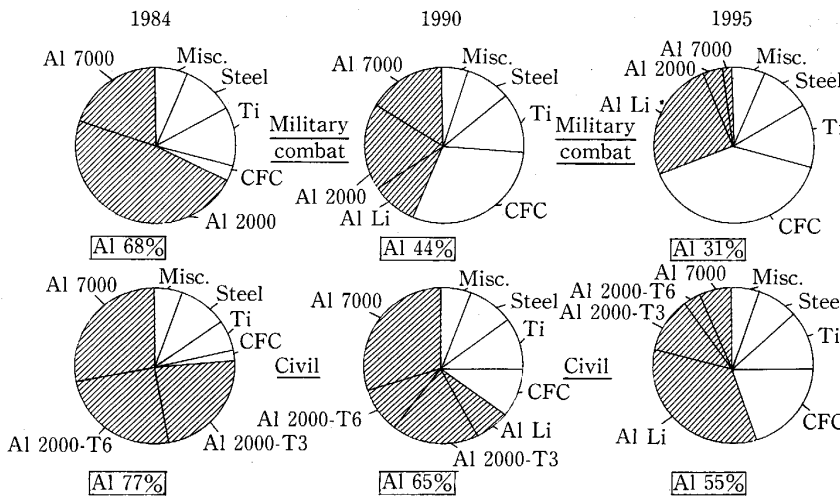 1984
1990
1995
Al 7000
Misc.
Steel
Ti
CFC
Al 2000
Al 68%
Military
combat
Al 7000
Misc.
Steel
Ti
CFC
Al 2000
Al Li
Al 44%
Military
combat
Al 7000
Al 2000
Al Li
Misc.
Steel
Ti
CFC
Al 31%
Al 7000
Misc.
Steel
Ti
CFC
Al 2000-T6
Al 2000-T3
Al 77%
Civil
Al 7000
Misc.
Steel
Ti
CFC
Al 2000-T6
Al Li
Al 2000-T3
Al 65%
Civil
Al 7000
Al 2000-T6
Al 2000-T3
Misc.
Stee
Ti
CFC
Al Li
Al 55%